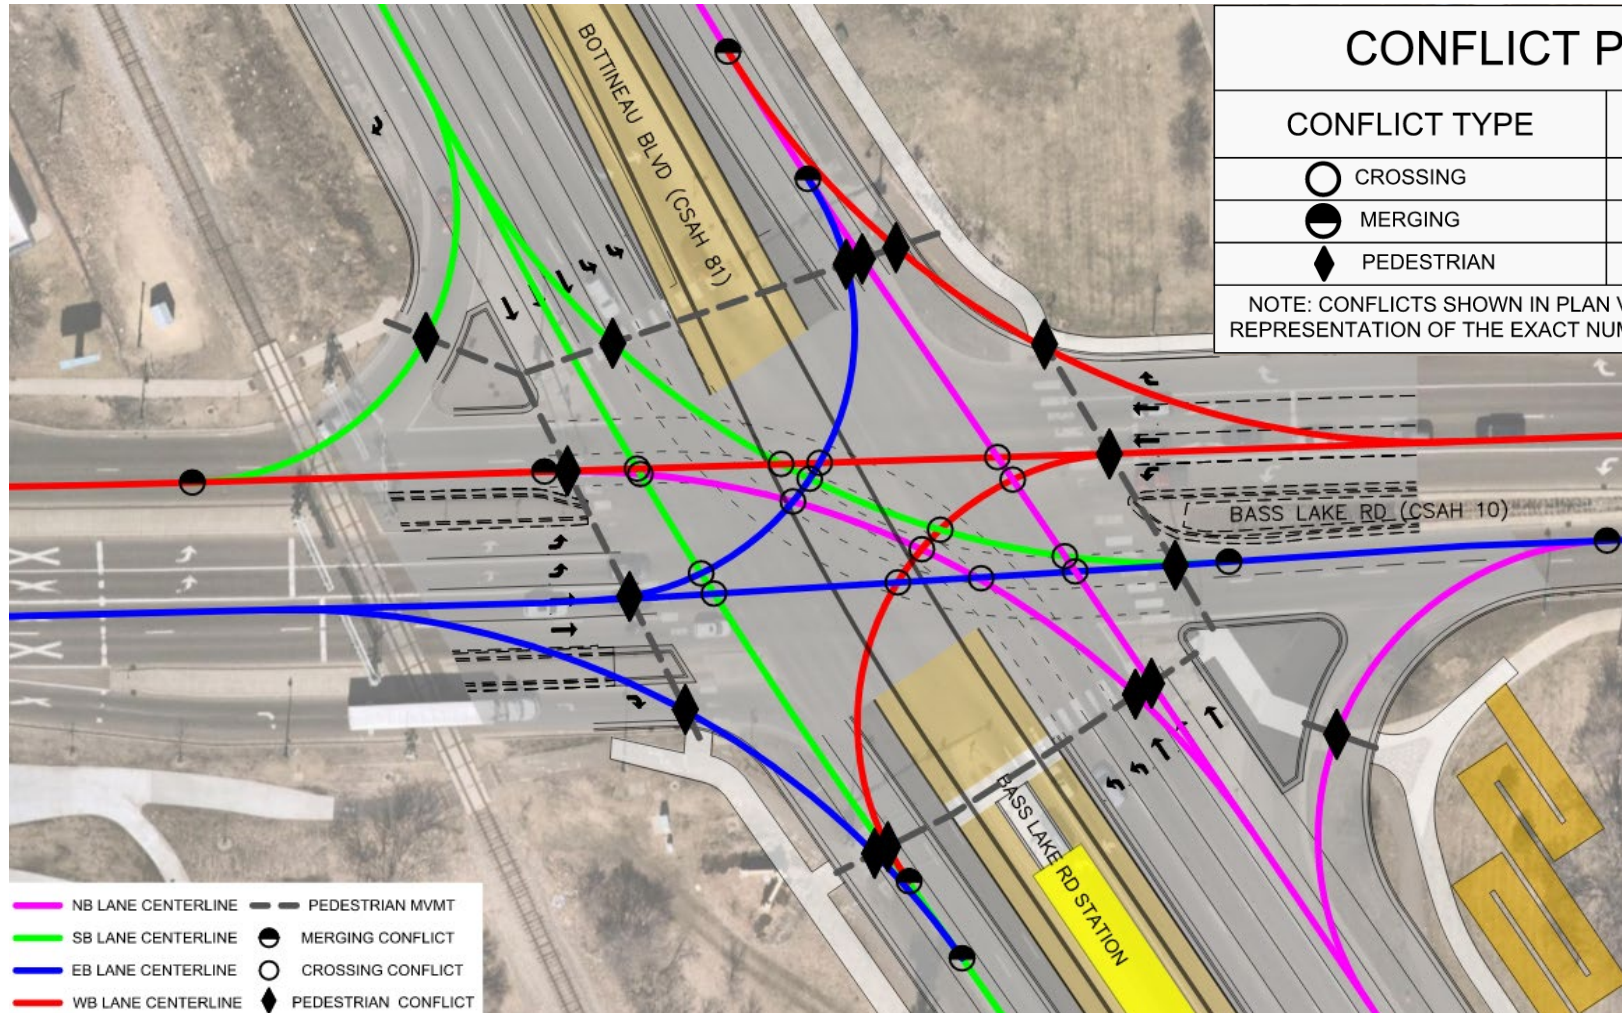 CONFLICT P
CONFLICT TYPE
CROSSING
MERGING
PEDESTRIAN
NOTE: CONFLICTS SHOWN IN PLAN V
REPRESENTATION OF THE EXACT NUM
BOTTINEAU BLVD (CSAH 81)
BASS LAKE RD (CSAH 10)
BASS LAKE RD STATION
NB LANE CENTERLINE
PEDESTRIAN MVMT
SB LANE CENTERLINE
MERGING CONFLICT
EB LANE CENTERLINE
CROSSING CONFLICT
WB LANE CENTERLINE
PEDESTRIAN CONFLICT